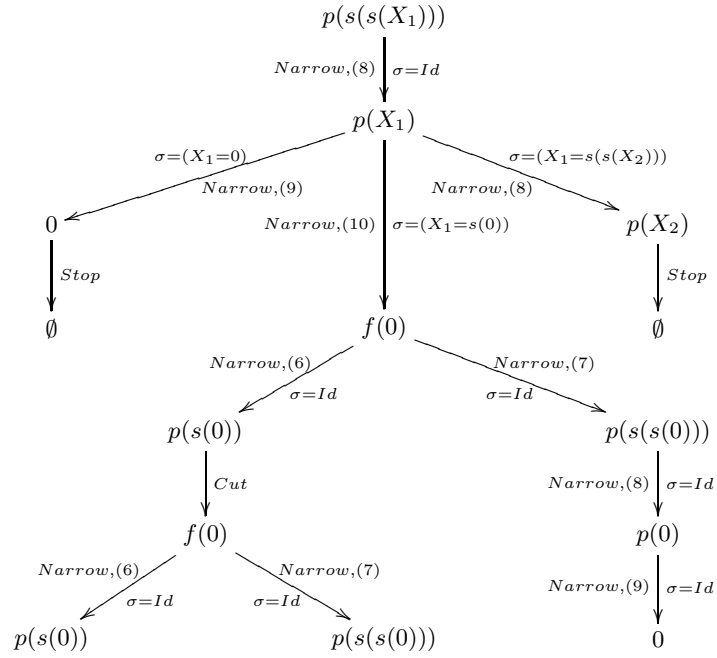 p(s(s(X₁)))
Narrow,(8) σ=Id
p(X₁)
σ=(X₁=0) σ=(X₁=s(s(X₂)))
Narrow,(9) Narrow,(8)
Narrow,(10) σ=(X₁=s(0))
0 p(X₂)
Stop Stop
∅ ∅
f(0)
Narrow,(6) Narrow,(7)
σ=Id σ=Id
p(s(0)) p(s(s(0)))
Cut Narrow,(8) σ=Id
f(0) p(0)
Narrow,(6) Narrow,(7) Narrow,(9) σ=Id
σ=Id σ=Id
p(s(0)) p(s(s(0))) 0